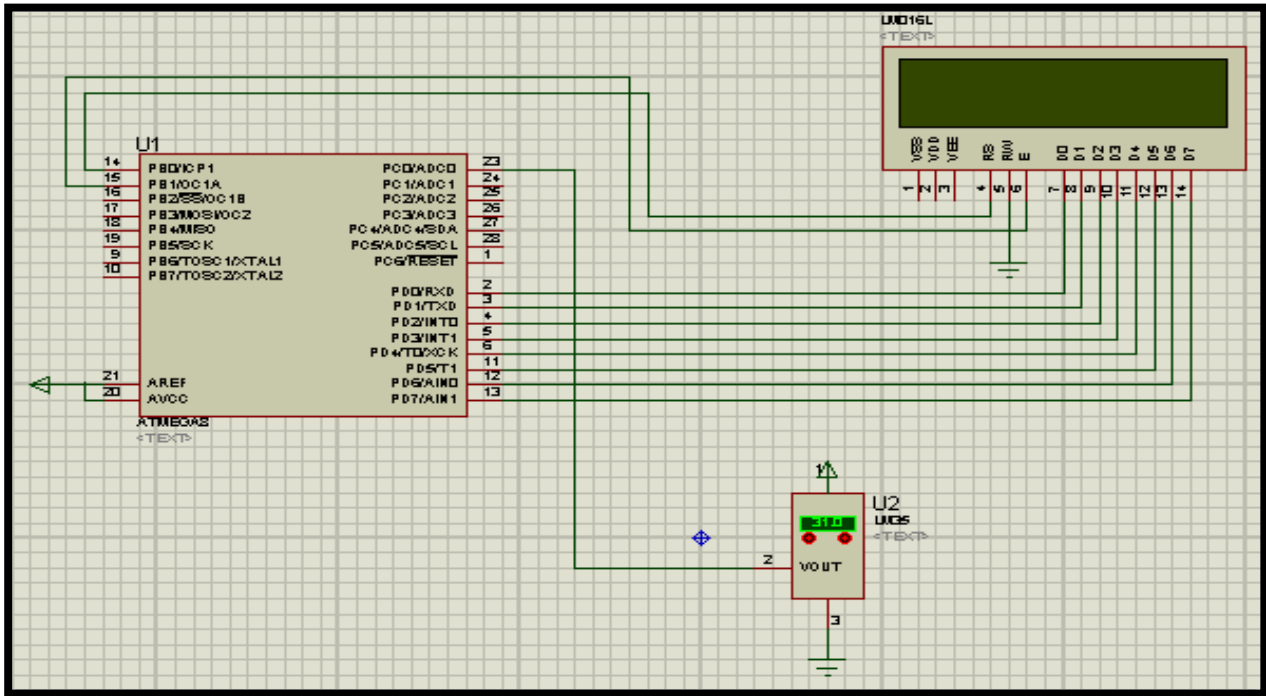 LM016L
<TEXT>
VSS VDD VEE RS RW E D0 D1 D2 D3 D4 D5 D6 D7
1 2 3 4 5 6 7 8 9 10 11 12 13 14
U1
14 PB0/ICP1 PC0/ADC0 23
15 PB1/OC1A PC1/ADC1 24
16 PB2/SS/OC1B PC2/ADC2 25
17 PB3/MOSI/OC2 PC3/ADC3 26
18 PB4/MISO PC4/ADC4/SDA 27
19 PB5/SCK PC5/ADC5/SCL 28
9 PB6/TOSC1/XTAL1 PC6/RESET 1
10 PB7/TOSC2/XTAL2
PD0/RXD 2
PD1/TXD 3
PD2/INT0 4
PD3/INT1 5
PD4/T0/XCK 6
PD5/T1 11
21 AREF PD6/AIN0 12
20 AVCC PD7/AIN1 13
ATMEGA8
<TEXT>
1
U2
31.0
LM35
<TEXT>
2 VOUT
3